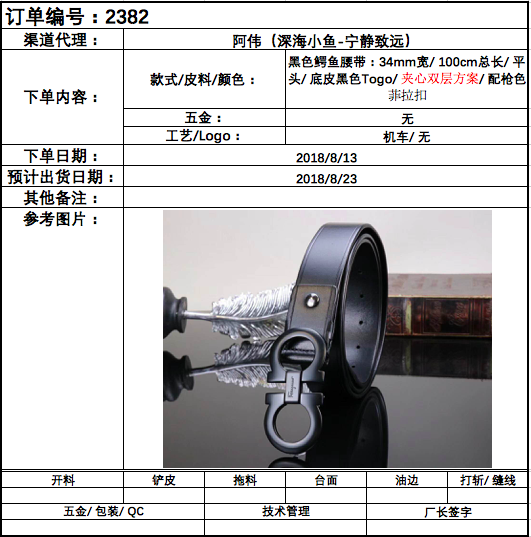 订单编号：2382
渠道代理： 阿伟（深海小鱼-宁静致远）
下单内容： 款式/皮料/颜色： 黑色鳄鱼腰带：34mm宽/ 100cm总长/ 平
头/ 底皮黑色Togo/ 夹心双层方案/ 配枪色
菲拉扣
五金： 无
工艺/Logo： 机车/ 无
下单日期： 2018/8/13
预计出货日期： 2018/8/23
其他备注：
参考图片：
开料 铲皮 拖料 台面 油边 打斩/ 缝线
五金/ 包装/ QC 技术管理 厂长签字